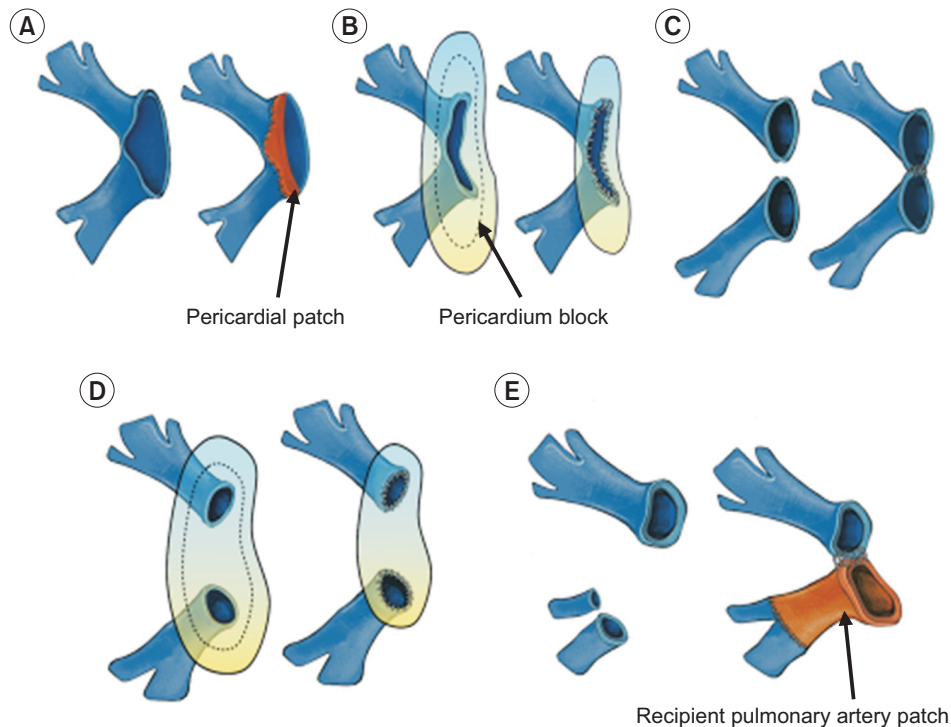 A
B
C
Pericardial patch
Pericardium block
D
E
Recipient pulmonary artery patch